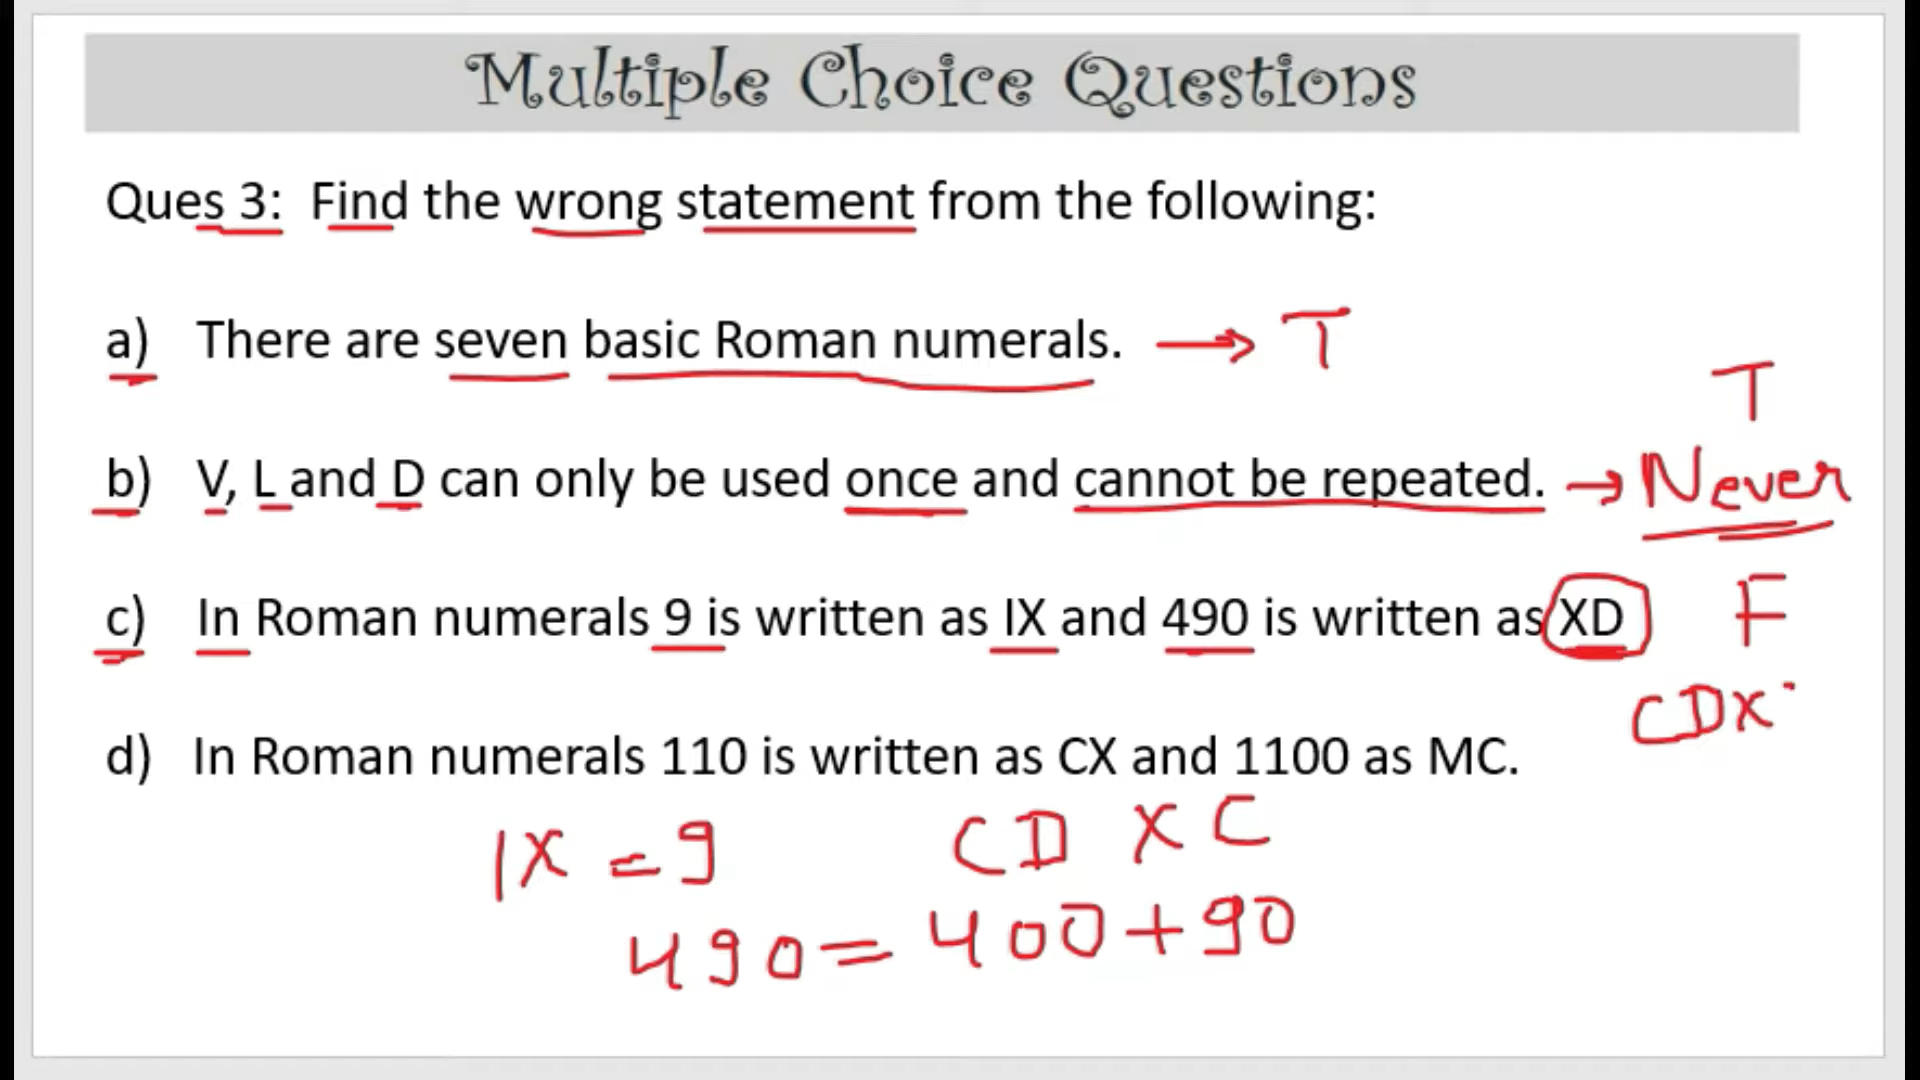 Multiple Choice Questions
Ques 3: Find the wrong statement from the following:
a) There are seven basic Roman numerals. → T
T
b) V, L and D can only be used once and cannot be repeated. → Never
c) In Roman numerals 9 is written as IX and 490 is written as XD F
CDX
d) In Roman numerals 110 is written as CX and 1100 as MC.
IX = 9 CD XC
490 = 400 + 90